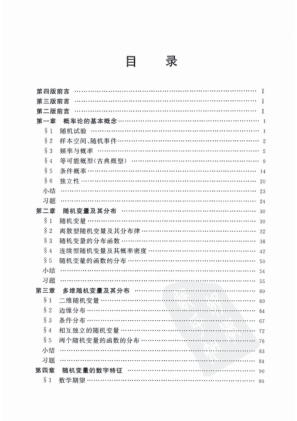 目 录
第四版前言 …… I
第三版前言 …… I
第二版前言 …… I
第一章 概率论的基本概念 …… 1
§1 随机试验 …… 1
§2 样本空间、随机事件 …… 2
§3 频率与概率 …… 5
§4 等可能概型(古典概型) …… 9
§5 条件概率 …… 14
§6 独立性 …… 20
小结 …… 23
习题 …… 24
第二章 随机变量及其分布 …… 30
§1 随机变量 …… 30
§2 离散型随机变量及其分布律 …… 32
§3 随机变量的分布函数 …… 38
§4 连续型随机变量及其概率密度 …… 42
§5 随机变量的函数的分布 …… 50
小结 …… 54
习题 …… 55
第三章 多维随机变量及其分布 …… 60
§1 二维随机变量 …… 60
§2 边缘分布 …… 64
§3 条件分布 …… 67
§4 相互独立的随机变量 …… 72
§5 两个随机变量的函数的分布 …… 76
小结 …… 83
习题 …… 84
第四章 随机变量的数字特征 …… 90
§1 数学期望 ……